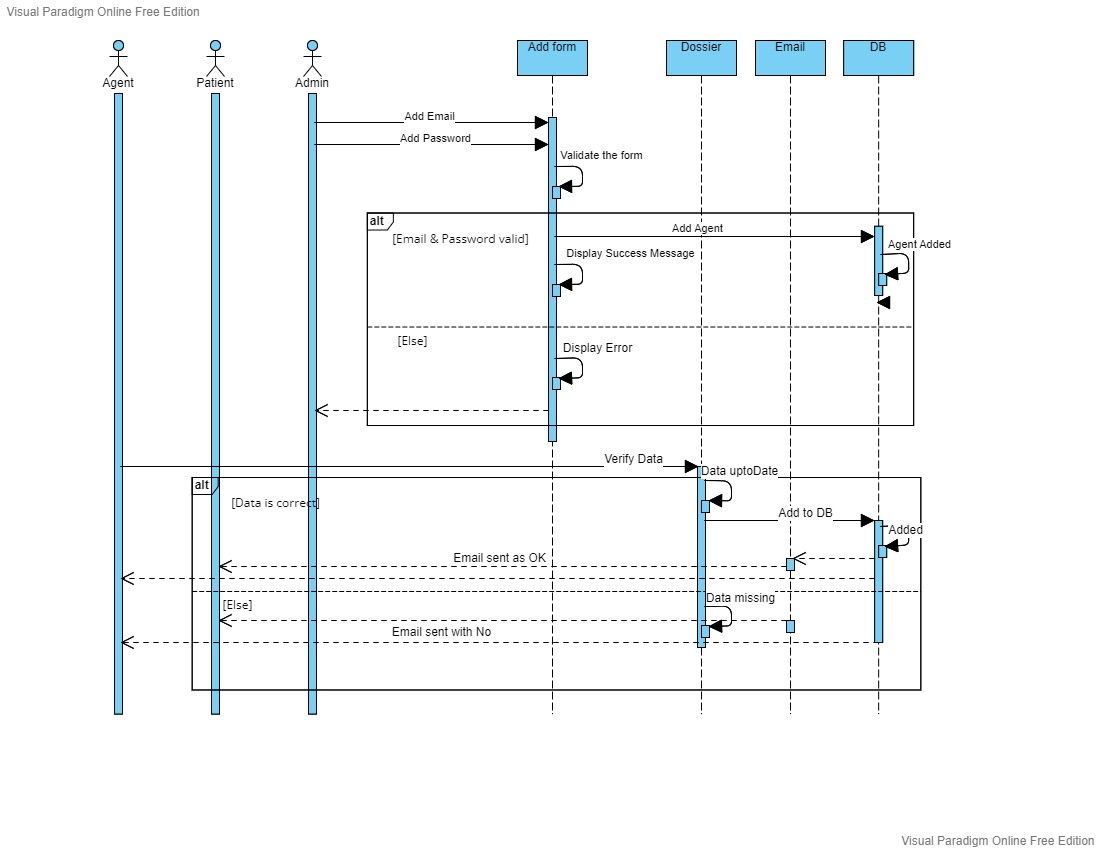 Visual Paradigm Online Free Edition
Agent
Patient
Admin
Add form
Dossier
Email
DB
Add Email
Add Password
Validate the form
alt
[Email & Password valid]
Add Agent
Agent Added
Display Success Message
[Else]
Display Error
Verify Data
Data uptoDate
alt
[Data is correct]
Add to DB
Added
Email sent as OK
[Else]
Data missing
Email sent with No
Visual Paradigm Online Free Edition